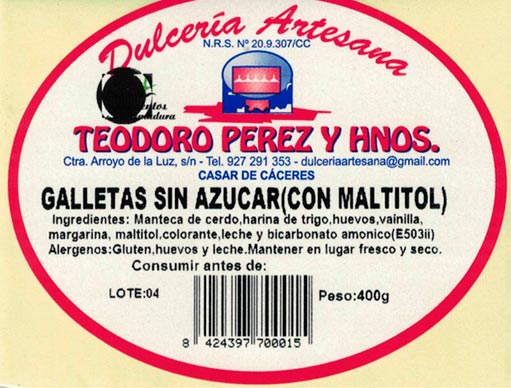 Dulcería Artesana
N.R.S. Nº 20.9.307/CC
TEODORO PEREZ Y HNOS.
Ctra. Arroyo de la Luz, s/n - Tel. 927 291 353 - dulceriaartesana@gmail.com
CASAR DE CÁCERES
GALLETAS SIN AZUCAR(CON MALTITOL)
Ingredientes: Manteca de cerdo,harina de trigo,huevos,vainilla,
margarina, maltitol.colorante,leche y bicarbonato amonico(E503ii)
Alergenos:Gluten,huevos y leche.Mantener en lugar fresco y seco.
Consumir antes de:
LOTE:04
Peso:400g
8 424397 700015